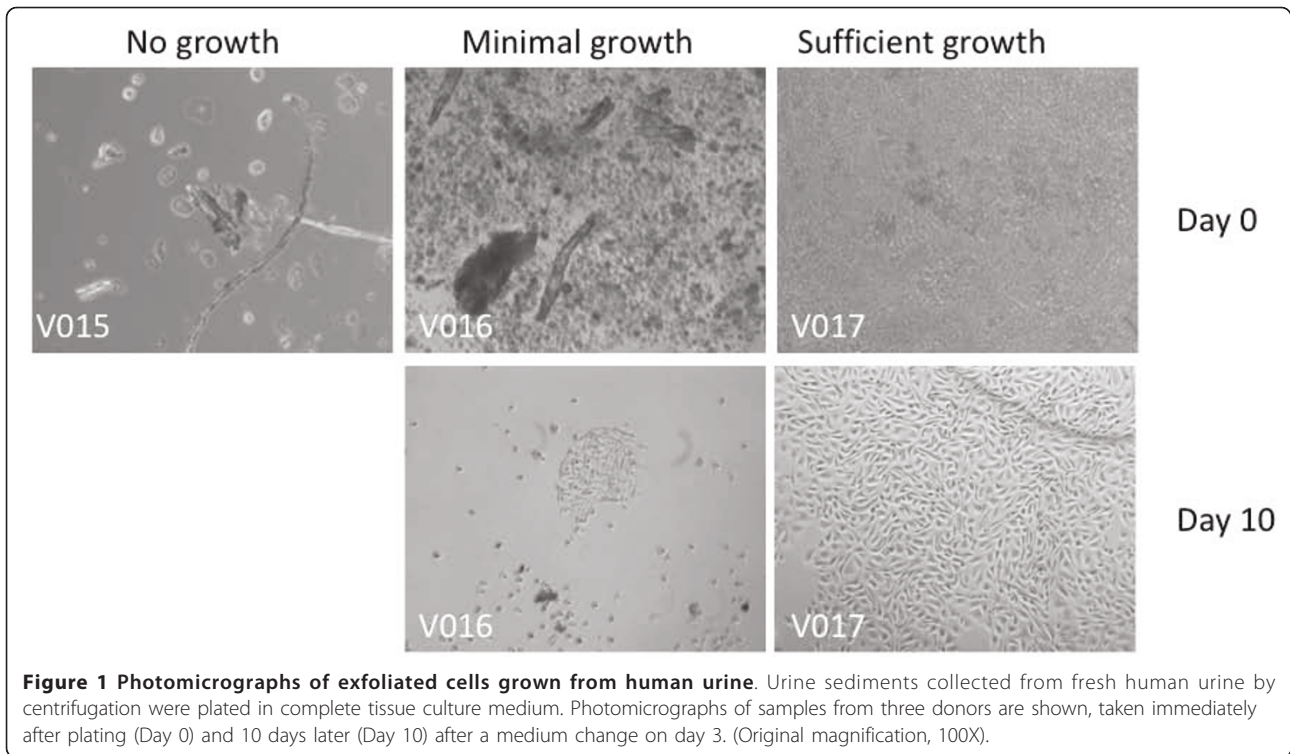 No growth Minimal growth Sufficient growth
V015 V016 V017 Day 0
V016 V017 Day 10
Figure 1 Photomicrographs of exfoliated cells grown from human urine. Urine sediments collected from fresh human urine by
centrifugation were plated in complete tissue culture medium. Photomicrographs of samples from three donors are shown, taken immediately
after plating (Day 0) and 10 days later (Day 10) after a medium change on day 3. (Original magnification, 100X).